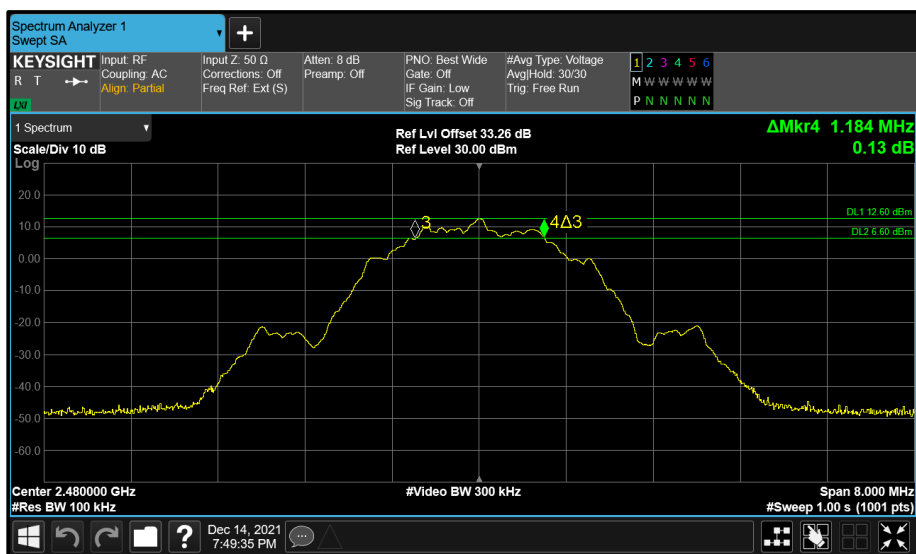 Spectrum Analyzer 1
Swept SA
+
KEYSIGHT
R T
LXI
Input: RF
Coupling: AC
Align: Partial
Input Z: 50 Ω
Corrections: Off
Freq Ref: Ext (S)
Atten: 8 dB
Preamp: Off
PNO: Best Wide
Gate: Off
IF Gain: Low
Sig Track: Off
#Avg Type: Voltage
Avg|Hold: 30/30
Trig: Free Run
1 2 3 4 5 6
M W W W W W
P N N N N N
1 Spectrum
Scale/Div 10 dB
Ref Lvl Offset 33.26 dB
Ref Level 30.00 dBm
ΔMkr4 1.184 MHz
0.13 dB
Log
20.0
10.0
0.00
-10.0
-20.0
-30.0
-40.0
-50.0
-60.0
3
4Δ3
DL1 12.60 dBm
DL2 6.60 dBm
Center 2.480000 GHz
#Video BW 300 kHz
Span 8.000 MHz
#Res BW 100 kHz
#Sweep 1.00 s (1001 pts)
?
Dec 14, 2021
7:49:35 PM